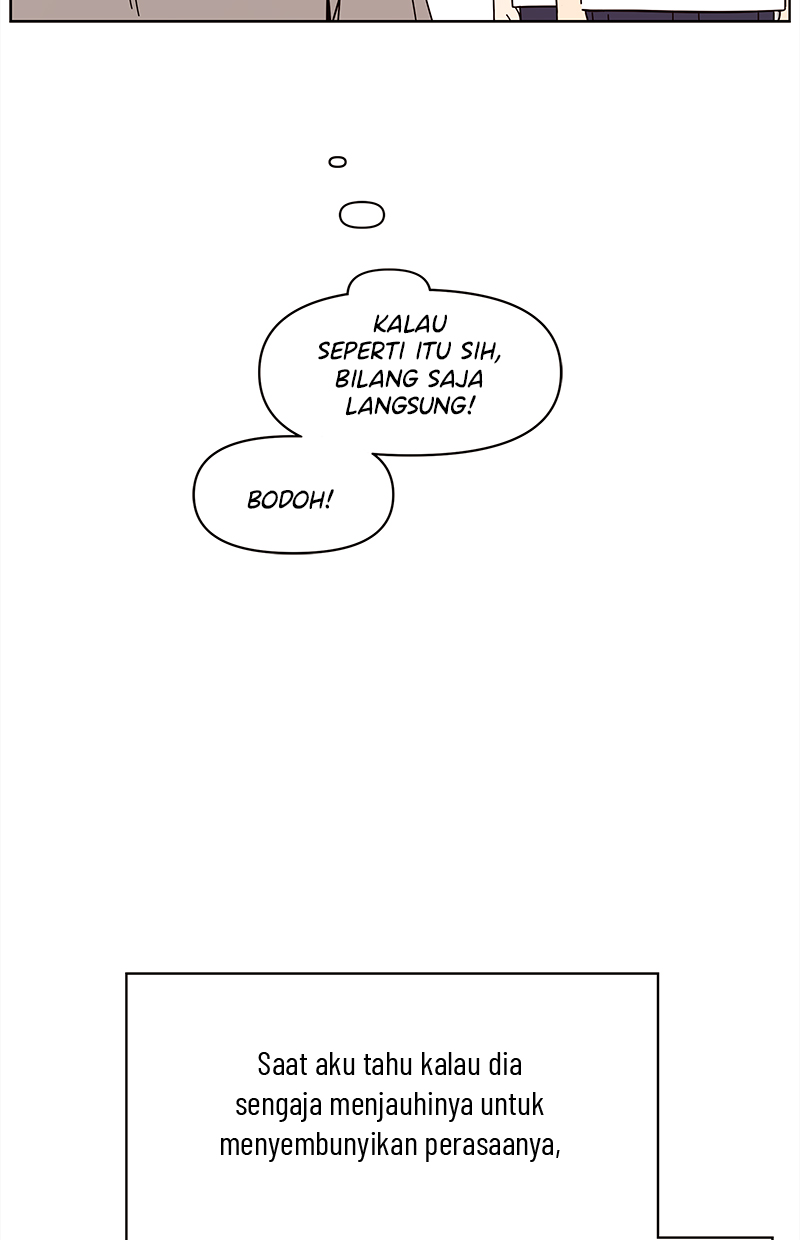 KALAU
SEPERTI ITU SIH,
BILANG SAJA
LANGSUNG!
BODOH!
Saat aku tahu kalau dia
sengaja menjauhinya untuk
menyembunyikan perasaanya,